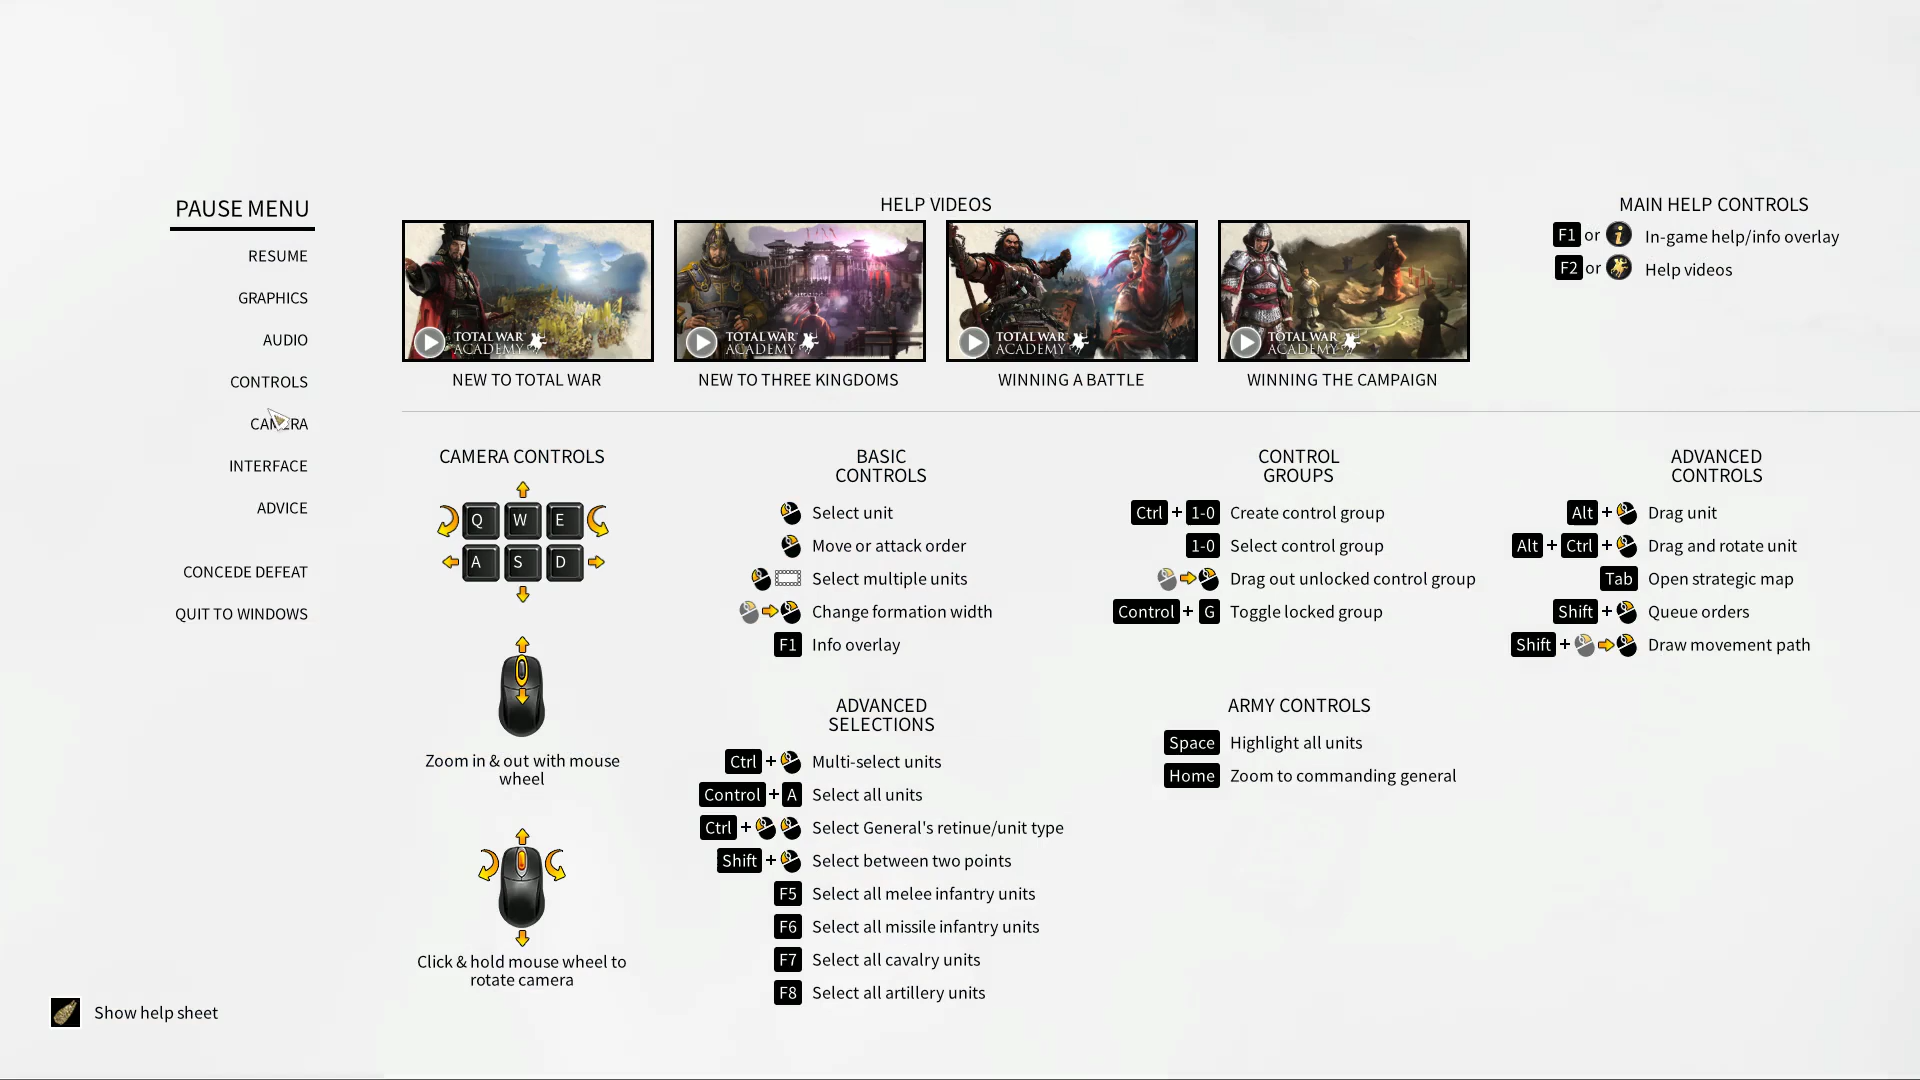 PAUSE MENU
RESUME
GRAPHICS
AUDIO
CONTROLS
CAMERA
INTERFACE
ADVICE
CONCEDE DEFEAT
QUIT TO WINDOWS
HELP VIDEOS
TOTAL WAR
ACADEMY
NEW TO TOTAL WAR
TOTAL WAR
ACADEMY
NEW TO THREE KINGDOMS
TOTAL WAR
ACADEMY
WINNING A BATTLE
TOTAL WAR
ACADEMY
WINNING THE CAMPAIGN
MAIN HELP CONTROLS
F1 or i In-game help/info overlay
F2 or Help videos
CAMERA CONTROLS
Q W E
A S D
Zoom in & out with mouse
wheel
Click & hold mouse wheel to
rotate camera
BASIC
CONTROLS
Select unit
Move or attack order
Select multiple units
Change formation width
F1 Info overlay
ADVANCED
SELECTIONS
Ctrl + Multi-select units
Control + A Select all units
Ctrl + Select General's retinue/unit type
Shift + Select between two points
F5 Select all melee infantry units
F6 Select all missile infantry units
F7 Select all cavalry units
F8 Select all artillery units
CONTROL
GROUPS
Ctrl + 1-0 Create control group
1-0 Select control group
Drag out unlocked control group
Control + G Toggle locked group
ARMY CONTROLS
Space Highlight all units
Home Zoom to commanding general
ADVANCED
CONTROLS
Alt + Drag unit
Alt + Ctrl + Drag and rotate unit
Tab Open strategic map
Shift + Queue orders
Shift + Draw movement path
Show help sheet